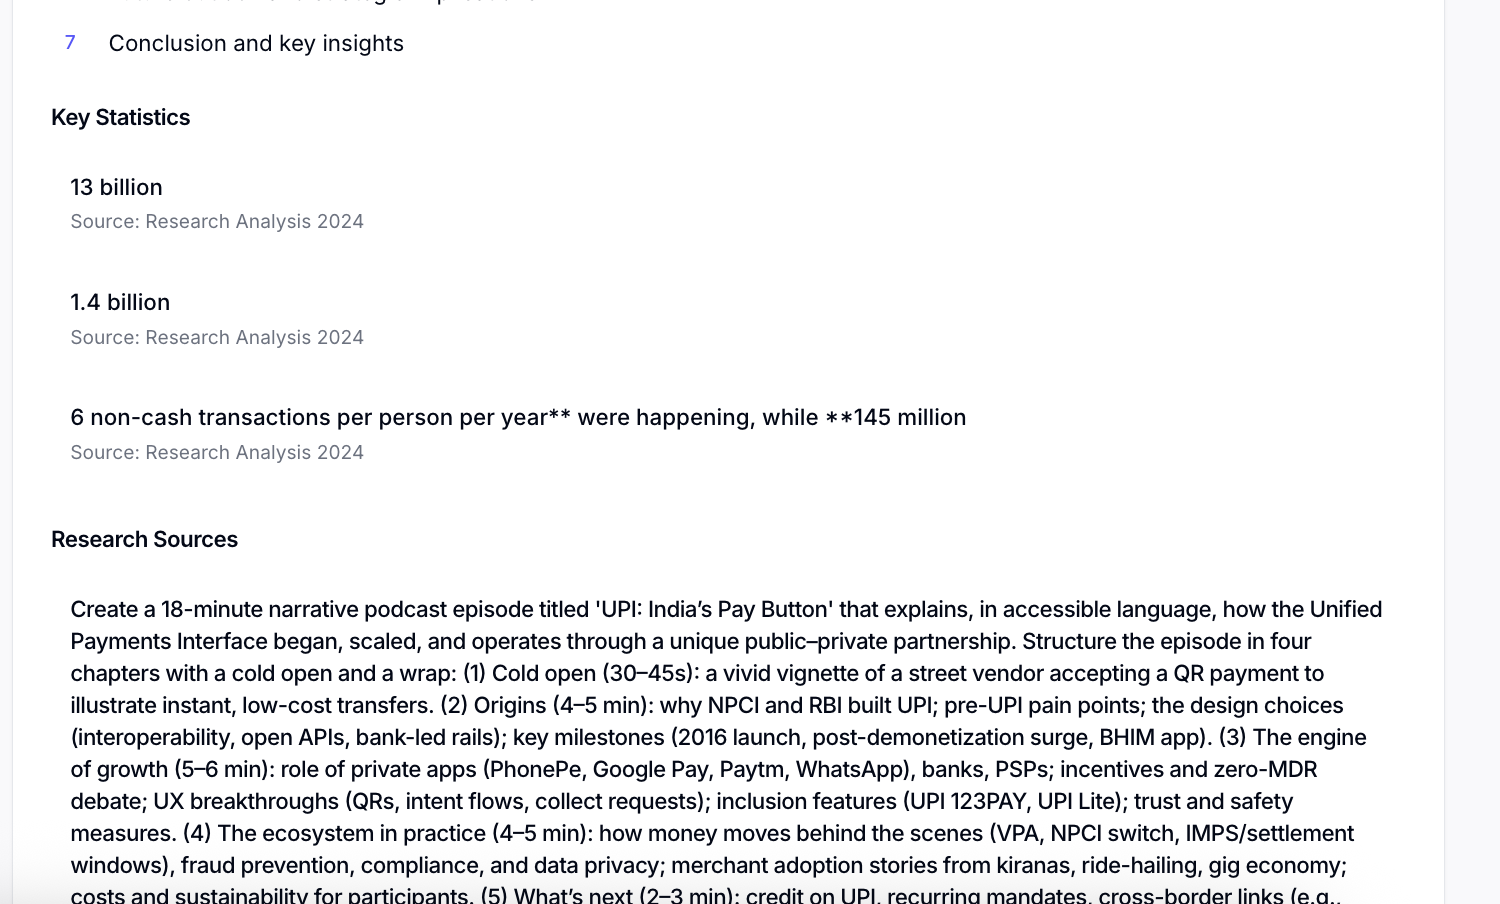 7 Conclusion and key insights
Key Statistics
13 billion
Source: Research Analysis 2024
1.4 billion
Source: Research Analysis 2024
6 non-cash transactions per person per year** were happening, while **145 million
Source: Research Analysis 2024
Research Sources
Create a 18-minute narrative podcast episode titled 'UPI: India’s Pay Button' that explains, in accessible language, how the Unified
Payments Interface began, scaled, and operates through a unique public–private partnership. Structure the episode in four
chapters with a cold open and a wrap: (1) Cold open (30–45s): a vivid vignette of a street vendor accepting a QR payment to
illustrate instant, low-cost transfers. (2) Origins (4–5 min): why NPCI and RBI built UPI; pre-UPI pain points; the design choices
(interoperability, open APIs, bank-led rails); key milestones (2016 launch, post-demonetization surge, BHIM app). (3) The engine
of growth (5–6 min): role of private apps (PhonePe, Google Pay, Paytm, WhatsApp), banks, PSPs; incentives and zero-MDR
debate; UX breakthroughs (QRs, intent flows, collect requests); inclusion features (UPI 123PAY, UPI Lite); trust and safety
measures. (4) The ecosystem in practice (4–5 min): how money moves behind the scenes (VPA, NPCI switch, IMPS/settlement
windows), fraud prevention, compliance, and data privacy; merchant adoption stories from kiranas, ride-hailing, gig economy;
costs and sustainability for participants. (5) What’s next (2–3 min): credit on UPI, recurring mandates, cross-border links (e.g.,